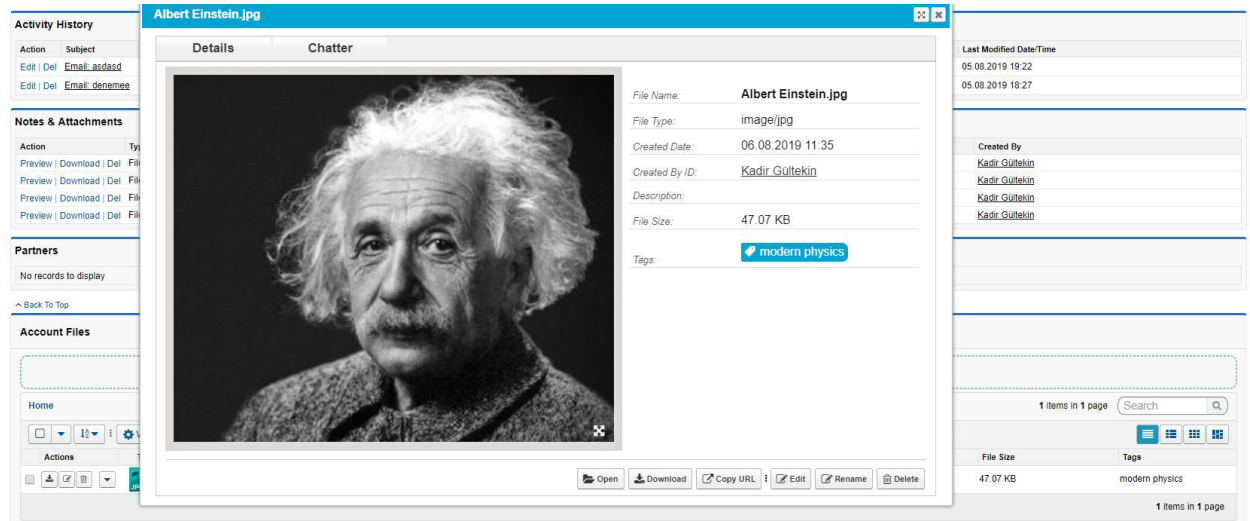 Albert Einstein.jpg
Activity History
Action Subject Last Modified Date/Time
Edit | Del Email: asdasd 05.08.2019 19:22
Edit | Del Email: denemee 05.08.2019 18:27
Details Chatter
File Name: Albert Einstein.jpg
File Type: image/jpg
Created Date: 06.08.2019 11:35
Created By ID: Kadir Gültekin
Description:
File Size: 47.07 KB
Tags: modern physics
Notes & Attachments
Action Created By
Preview | Download | Del Kadir Gültekin
Preview | Download | Del Kadir Gültekin
Preview | Download | Del Kadir Gültekin
Preview | Download | Del Kadir Gültekin
Partners
No records to display
Back To Top
Account Files
Home 1 items in 1 page Search
Actions File Size Tags
47.07 KB modern physics
1 items in 1 page
Open Download Copy URL Edit Rename Delete